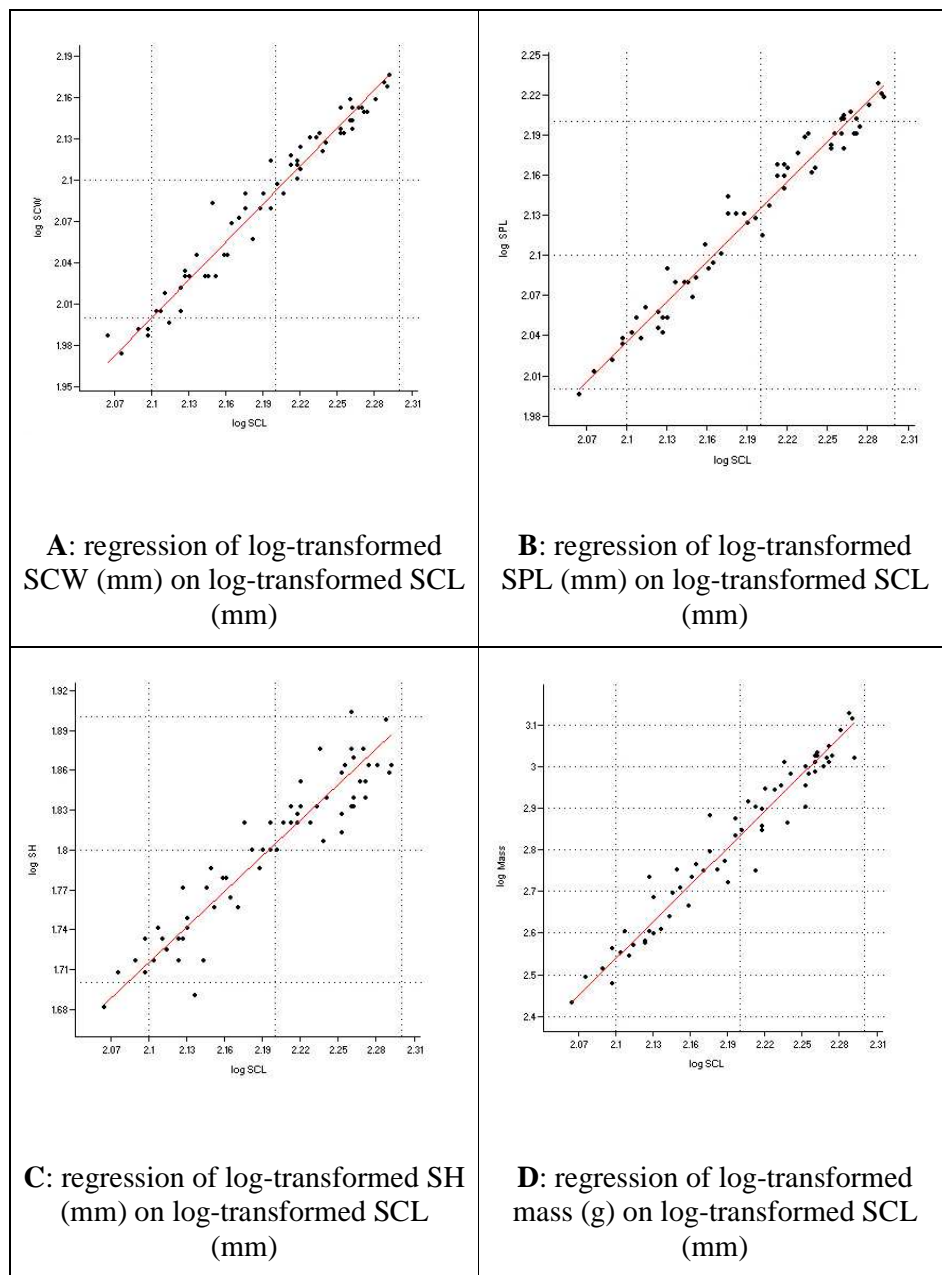 2.19
2.16
2.13
2.1
2.07
2.04
2.01
1.98
1.95
log SCW
2.07 2.1 2.13 2.16 2.19 2.22 2.25 2.28 2.31
log SCL
A: regression of log-transformed
SCW (mm) on log-transformed SCL
(mm)
2.25
2.22
2.19
2.16
2.13
2.1
2.07
2.04
2.01
1.98
log SPL
2.07 2.1 2.13 2.16 2.19 2.22 2.25 2.28 2.31
log SCL
B: regression of log-transformed
SPL (mm) on log-transformed SCL
(mm)
1.92
1.89
1.86
1.83
1.8
1.77
1.74
1.71
1.68
log SH
2.07 2.1 2.13 2.16 2.19 2.22 2.25 2.28 2.31
log SCL
C: regression of log-transformed SH
(mm) on log-transformed SCL
(mm)
3.1
3
2.9
2.8
2.7
2.6
2.5
2.4
log Mass
2.07 2.1 2.13 2.16 2.19 2.22 2.25 2.28 2.31
log SCL
D: regression of log-transformed
mass (g) on log-transformed SCL
(mm)